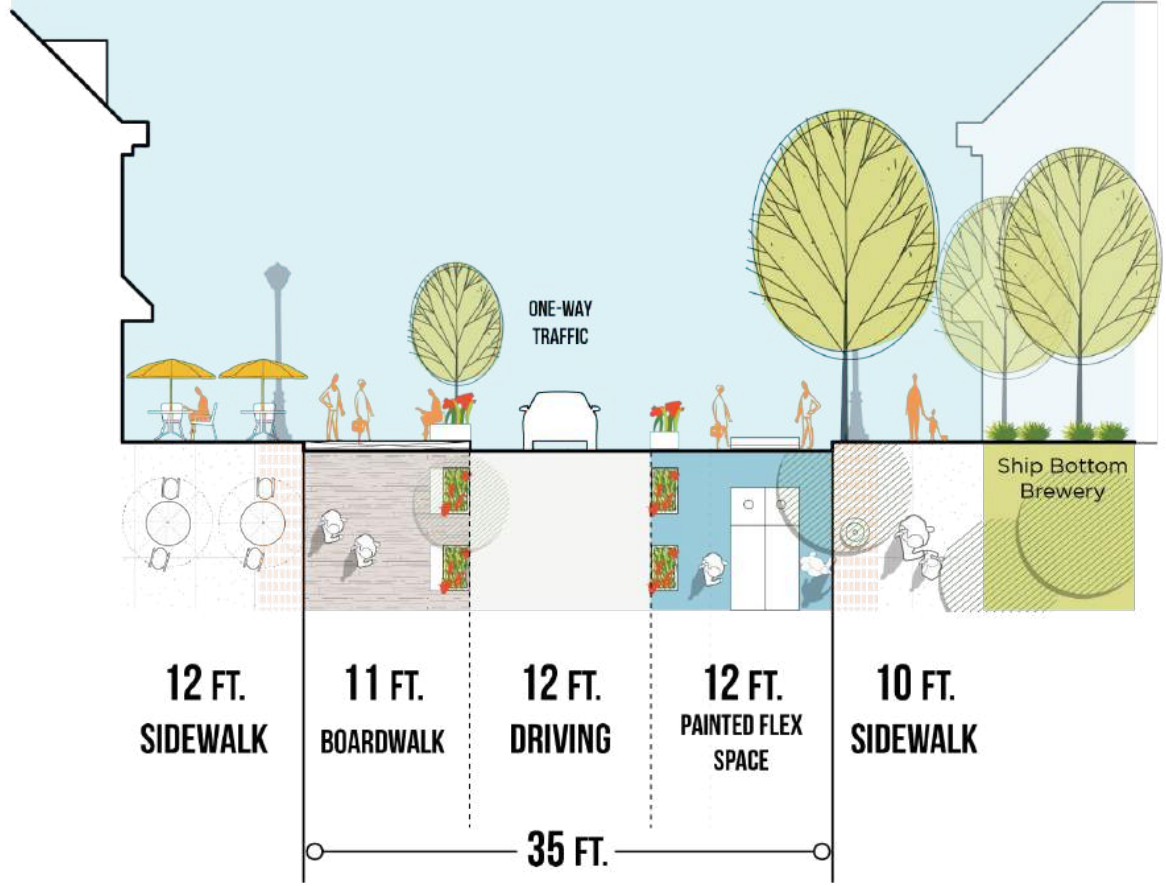 ONE-WAY
TRAFFIC
Ship Bottom
Brewery
12 FT.
SIDEWALK
11 FT.
BOARDWALK
12 FT.
DRIVING
12 FT.
PAINTED FLEX
SPACE
10 FT.
SIDEWALK
35 FT.